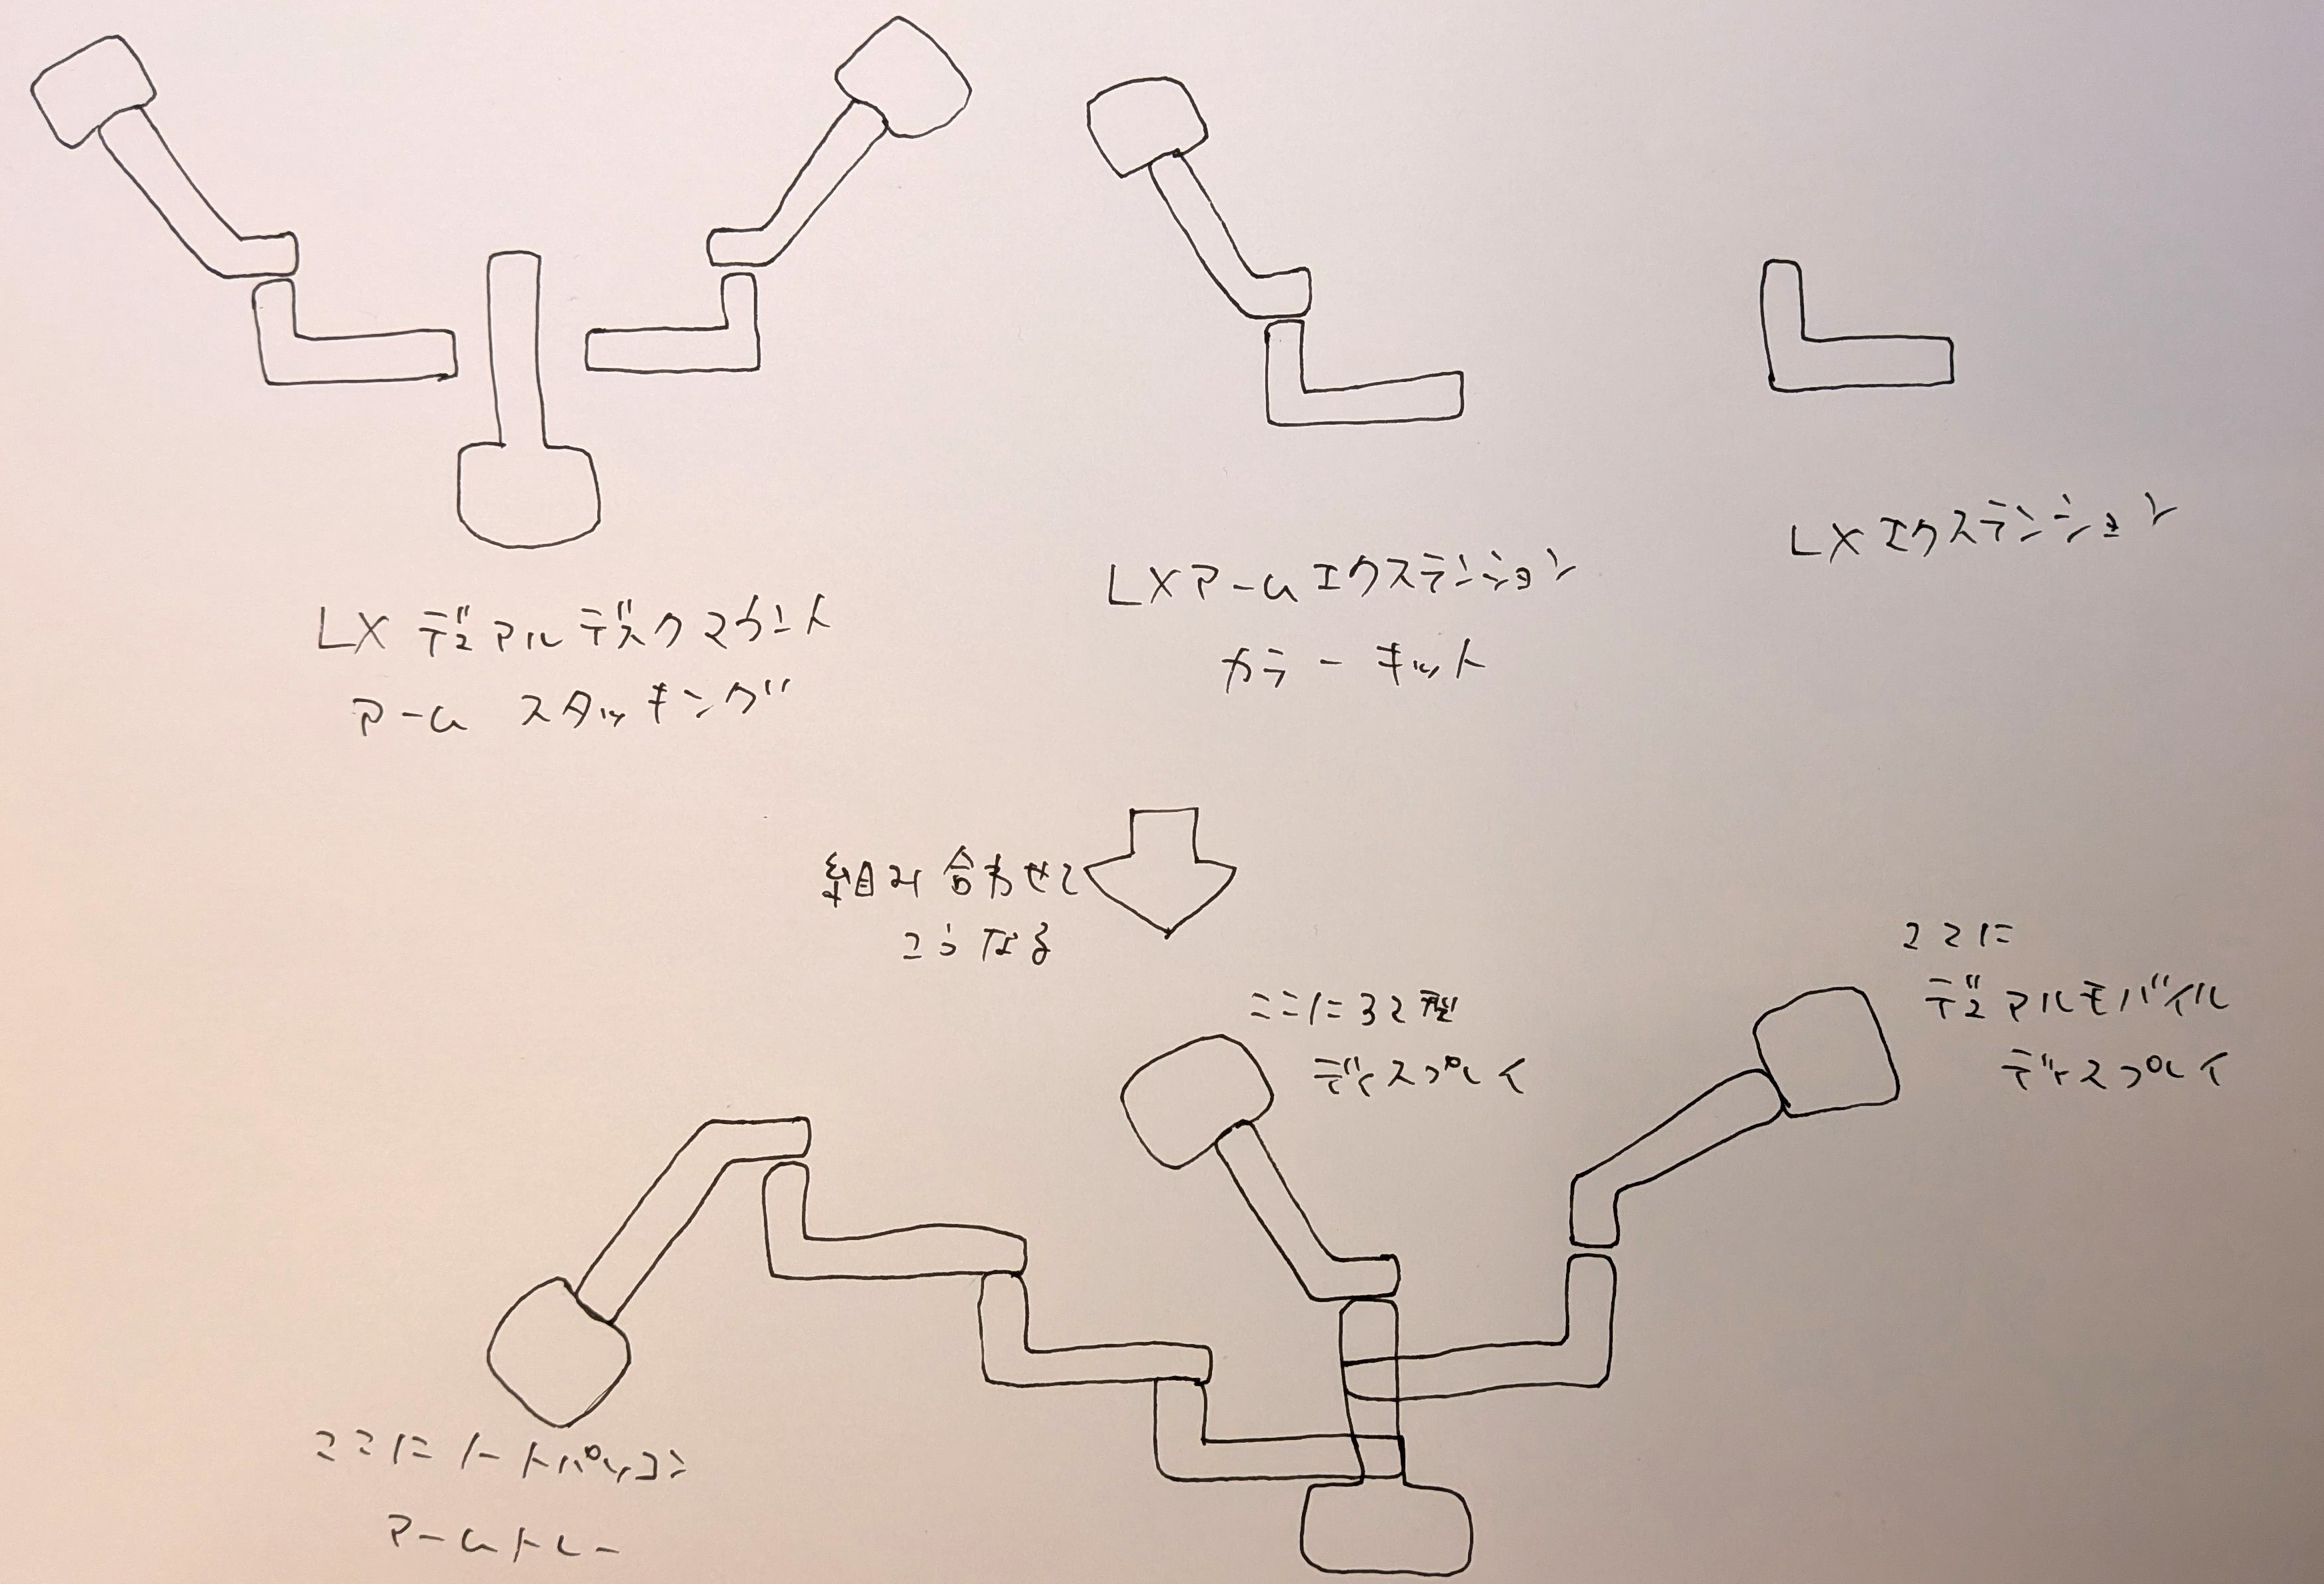 LX デュアル デスクマウント
アーム スタッキング
LXアーム エクステンション
カラーキット
LX エクステンション
組み合わせて
こうなる
ここに32型
ディスプレイ
ここに
デュアルモバイル
ディスプレイ
ここにノートパソコン
アームトレー